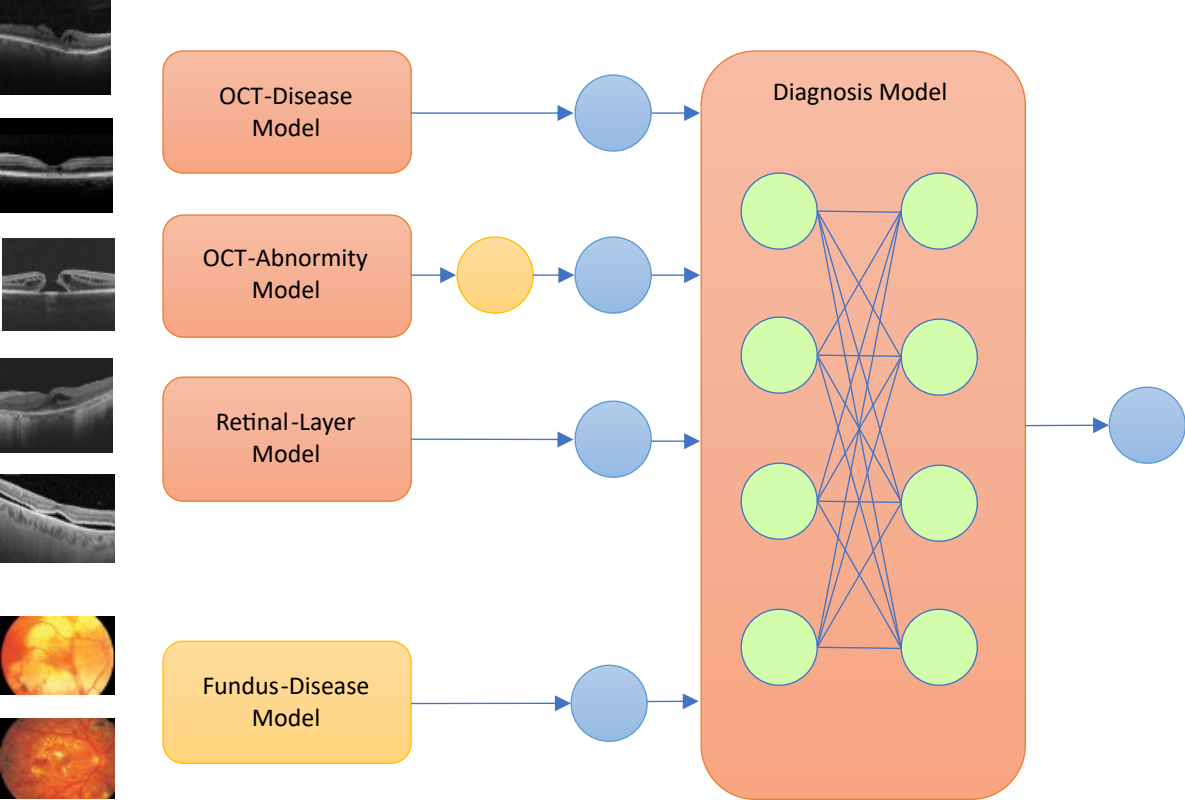 OCT-Disease
Model
OCT-Abnormity
Model
Retinal-Layer
Model
Fundus-Disease
Model
Diagnosis Model